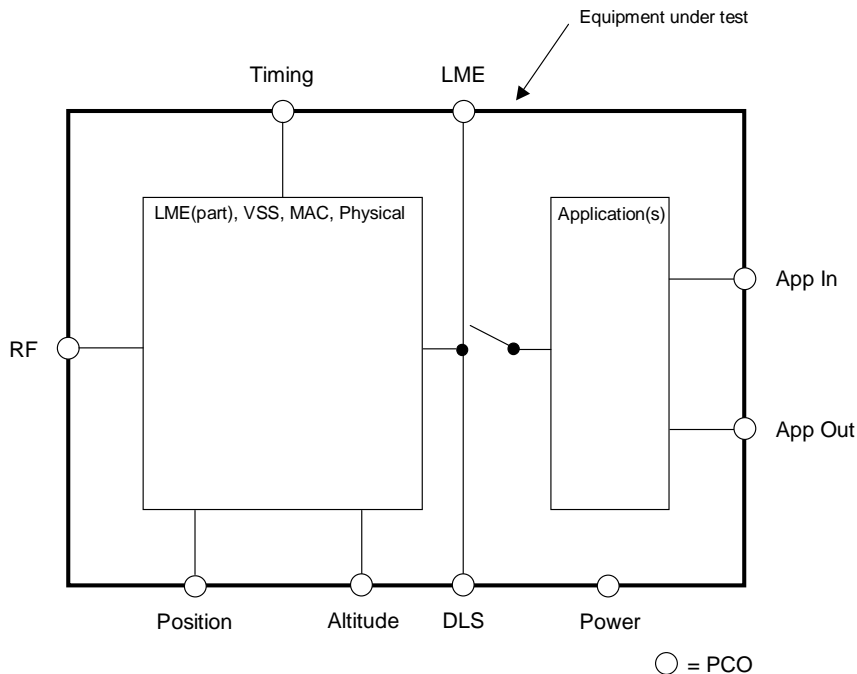 Equipment under test
Timing
LME
LME(part), VSS, MAC, Physical
Application(s)
App In
RF
App Out
Position
Altitude
DLS
Power
= PCO